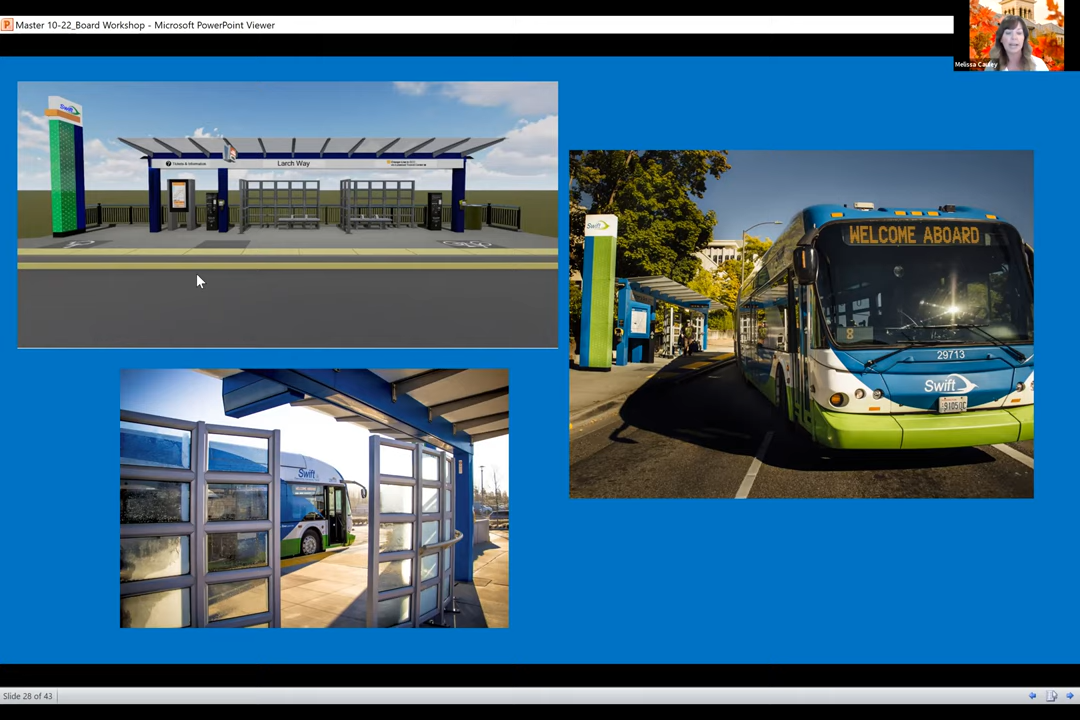 Master 10-22_Board Workshop - Microsoft PowerPoint Viewer
Melissa Cauley
Swift
Tickets & Information
Larch Way
Swift
WELCOME ABOARD
8
29713
Swift
9105QE
Swift
Slide 28 of 43